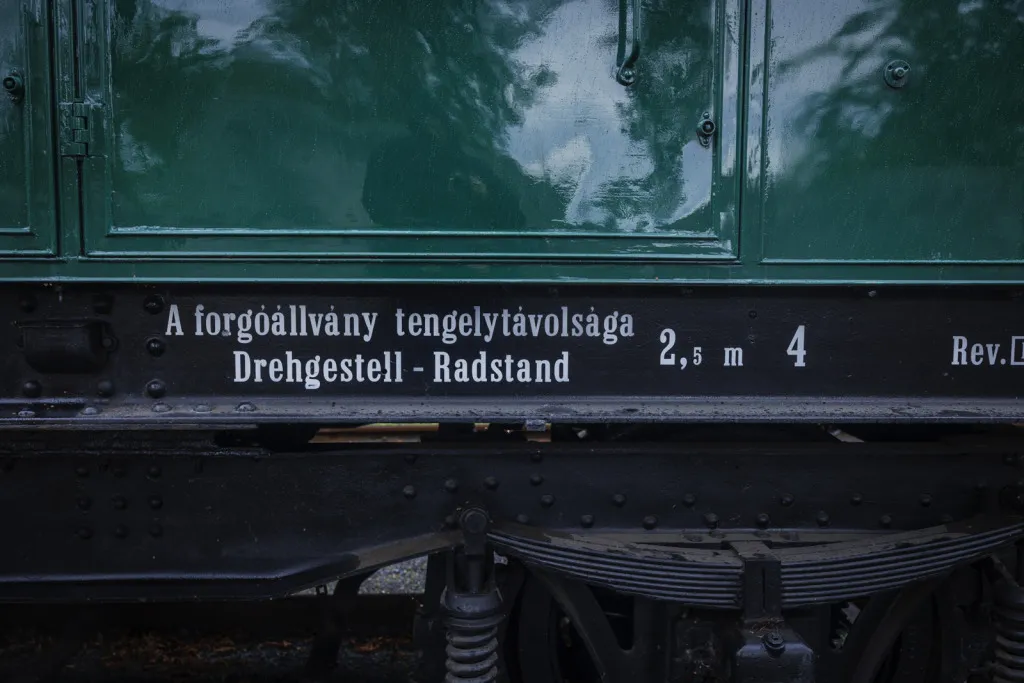 A forgóállvány tengelytávolsága
Drehgestell - Radstand
2,5 m 4
Rev.